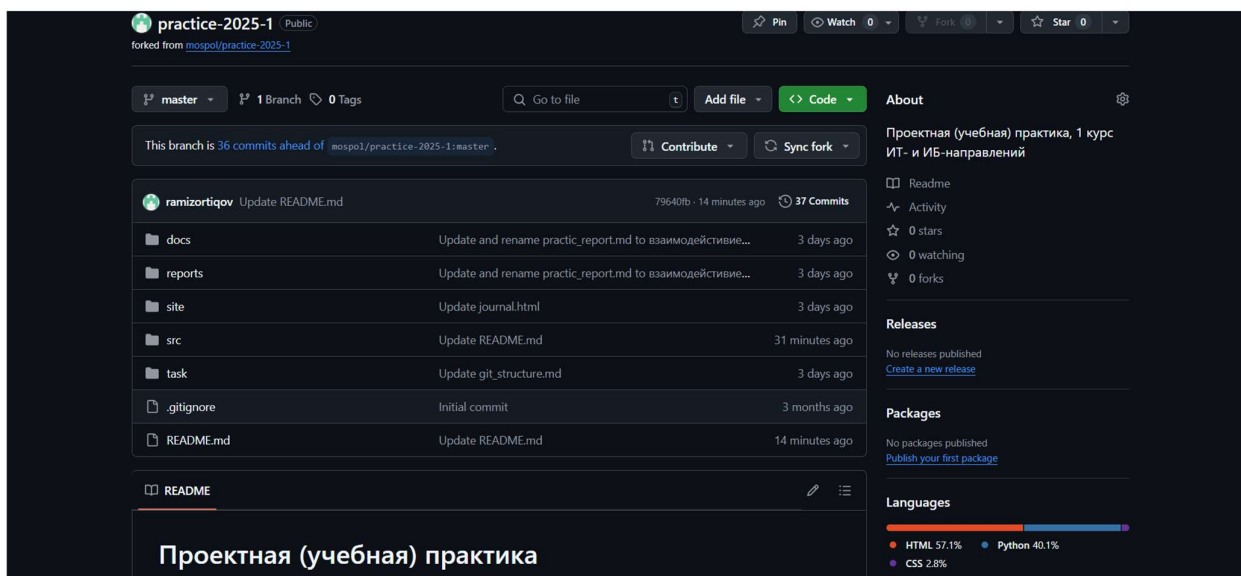 practice-2025-1 Public
Pin Watch 0 Fork 0 Star 0
forked from mospol/practice-2025-1
master 1 Branch 0 Tags Go to file t Add file <> Code
This branch is 36 commits ahead of mospol/practice-2025-1:master . Contribute Sync fork
ramizortiqov Update README.md 79640fb · 14 minutes ago 37 Commits
docs Update and rename practic_report.md to взаимодейстивие... 3 days ago
reports Update and rename practic_report.md to взаимодейстивие... 3 days ago
site Update journal.html 3 days ago
src Update README.md 31 minutes ago
task Update git_structure.md 3 days ago
.gitignore Initial commit 3 months ago
README.md Update README.md 14 minutes ago
README
Проектная (учебная) практика
About
Проектная (учебная) практика, 1 курс
ИТ- и ИБ-направлений
Readme
Activity
0 stars
0 watching
0 forks
Releases
No releases published
Create a new release
Packages
No packages published
Publish your first package
Languages
HTML 57.1% Python 40.1%
CSS 2.8%